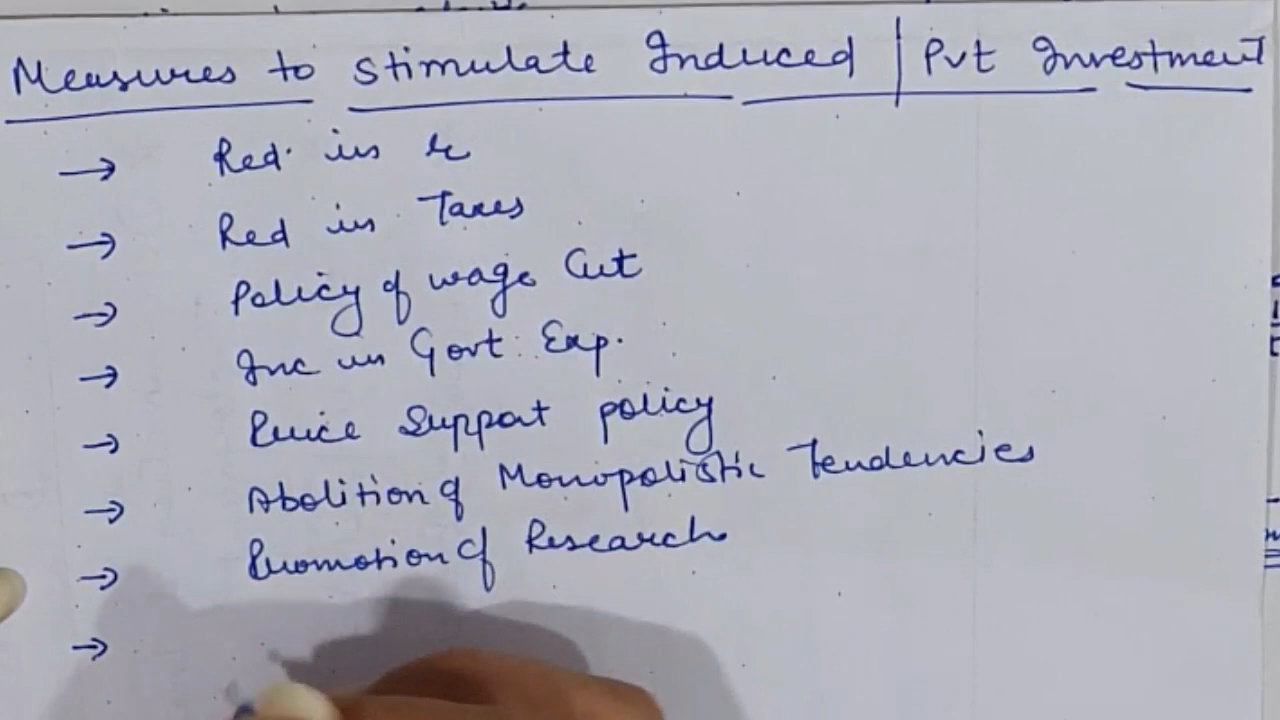 Measures to stimulate Induced | Pvt Investment
→ Red. in r
→ Red in Taxes
→ Policy of wage Cut
→ Inc in Govt. Exp.
→ Price Support policy
→ Abolition of Monopolistic Tendencies
→ Promotion of Research
→